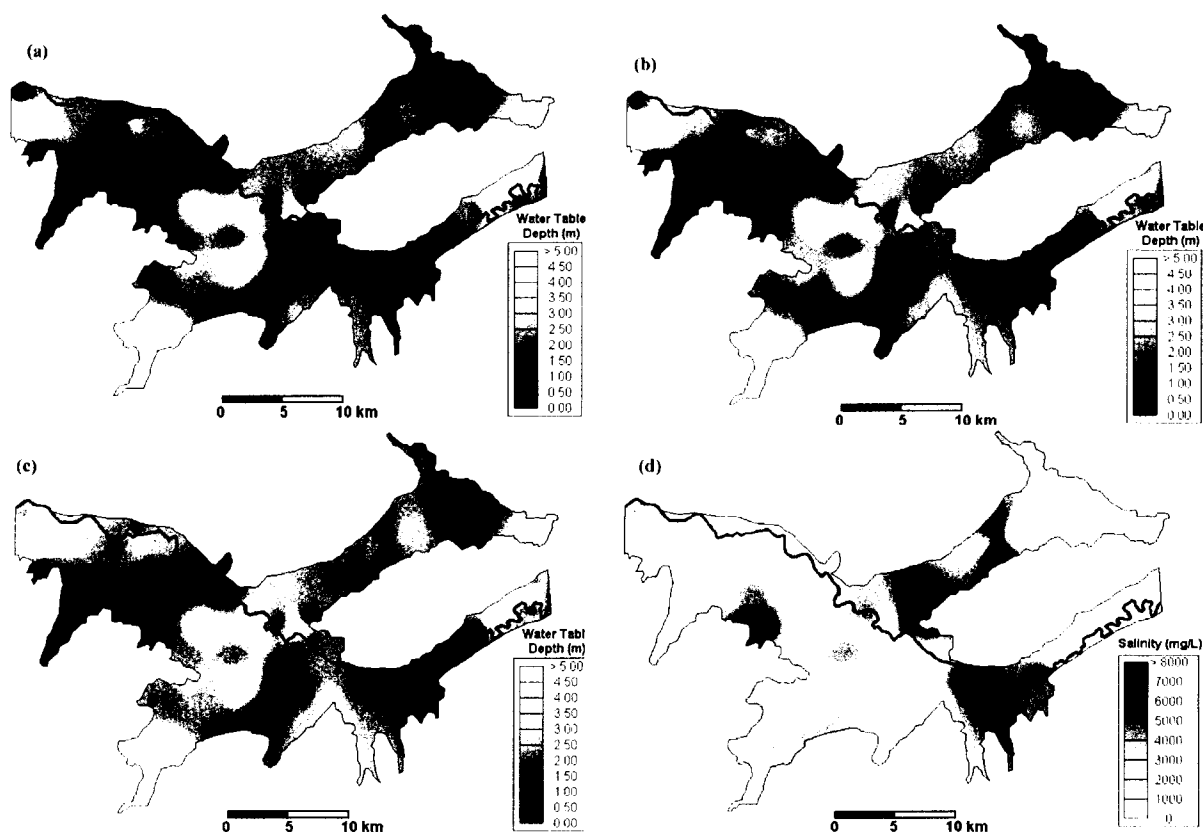 (a)
Water Table
Depth (m)
> 5.00
4.50
4.00
3.50
3.00
2.50
2.00
1.50
1.00
0.50
0.00
0 5 10 km
(b)
Water Table
Depth (m)
> 5.00
4.50
4.00
3.50
3.00
2.50
2.00
1.50
1.00
0.50
0.00
0 5 10 km
(c)
Water Tabl
Depth (m)
> 5.00
4.50
4.00
3.50
3.00
2.50
2.00
1.50
1.00
0.50
0.00
0 5 10 km
(d)
Salinity (mg/L)
> 8000
7000
6000
5000
4000
3000
2000
1000
0
0 5 10 km